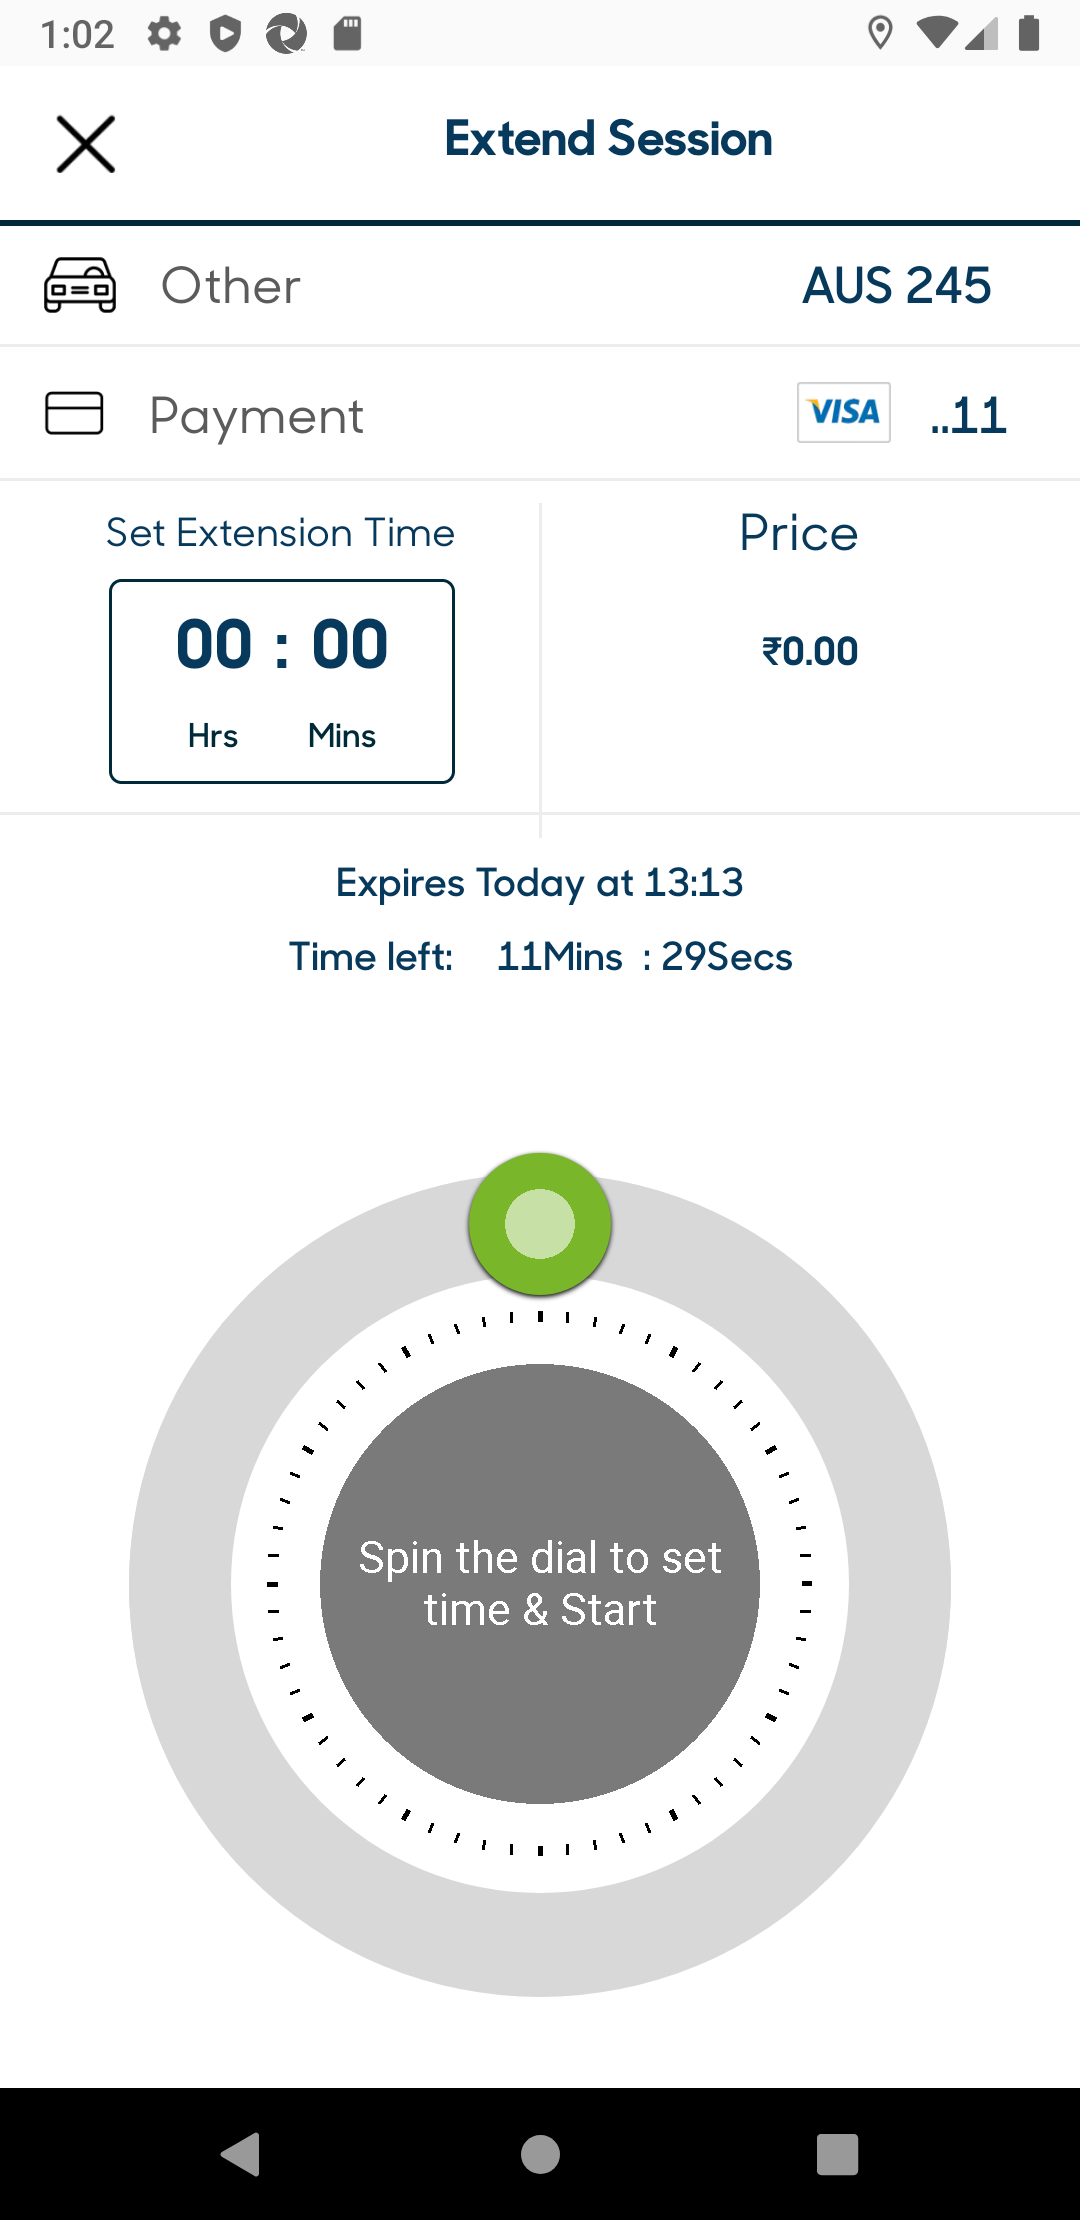 1:02
Extend Session
Other AUS 245
Payment VISA ..11
Set Extension Time Price
00 : 00
₹0.00
Hrs Mins
Expires Today at 13:13
Time left: 11Mins : 29Secs
Spin the dial to set
time & Start